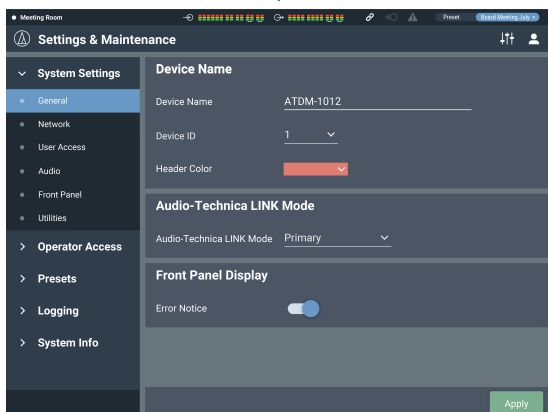 Meeting Room
Preset
Board Meeting July
Settings & Maintenance
System Settings
General
Network
User Access
Audio
Front Panel
Utilities
Operator Access
Presets
Logging
System Info
Device Name
Device Name ATDM-1012
Device ID 1
Header Color
Audio-Technica LINK Mode
Audio-Technica LINK Mode Primary
Front Panel Display
Error Notice
Apply